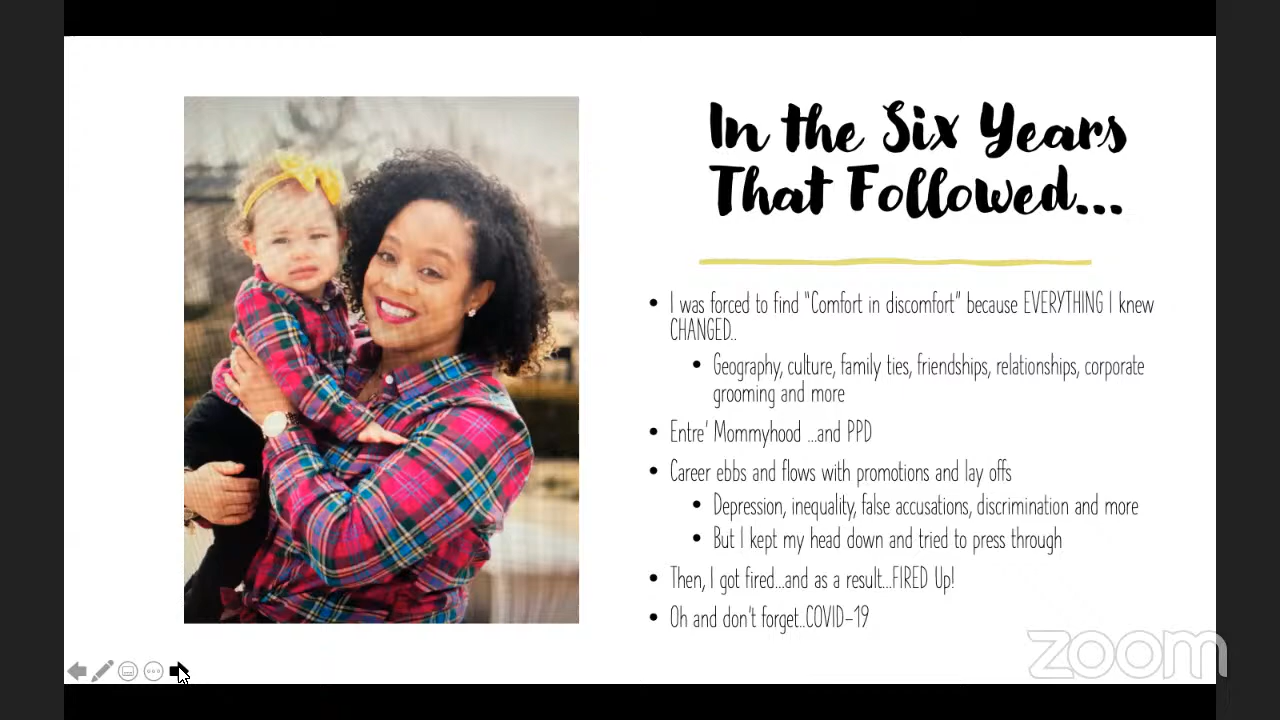 In the Six Years
That Followed...
• I was forced to find "Comfort in discomfort" because EVERYTHING I knew
CHANGED..
• Geography, culture, family ties, friendships, relationships, corporate
grooming and more
• Entre' Mommyhood ...and PPD
• Career ebbs and flows with promotions and lay offs
• Depression, inequality, false accusations, discrimination and more
• But I kept my head down and tried to press through
• Then, I got fired...and as a result...FIRED Up!
• Oh and don't forget..COVID-19
zoom